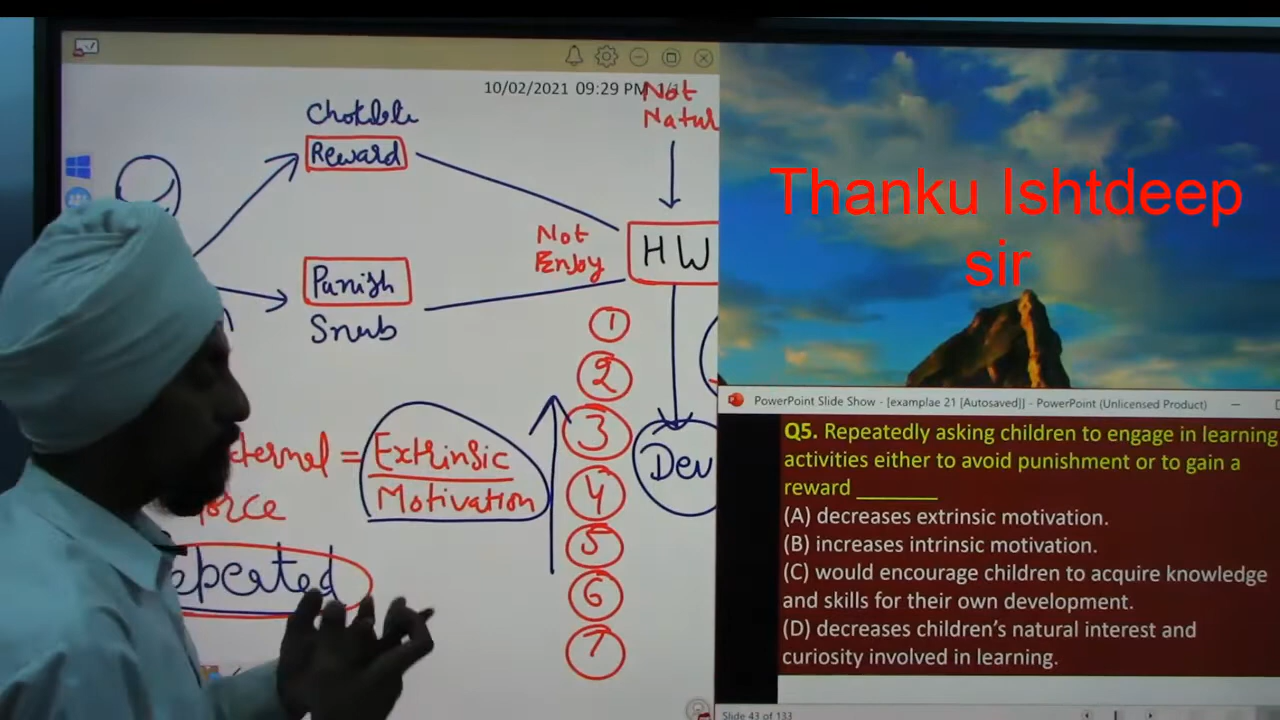 10/02/2021 09:29 PM
Not
Natur
Reward
Not
Enjoy
HW
Punish
Snub
1
2
3
4
5
6
7
ternal = Extrinsic
Motivation
orce
epeated
Dev
Thanku Ishtdeep
sir
PowerPoint Slide Show - [examplae 21 [Autosaved]] - PowerPoint (Unlicensed Product)
Q5. Repeatedly asking children to engage in learning
activities either to avoid punishment or to gain a
reward _______
(A) decreases extrinsic motivation.
(B) increases intrinsic motivation.
(C) would encourage children to acquire knowledge
and skills for their own development.
(D) decreases children's natural interest and
curiosity involved in learning.
Slide 43 of 133